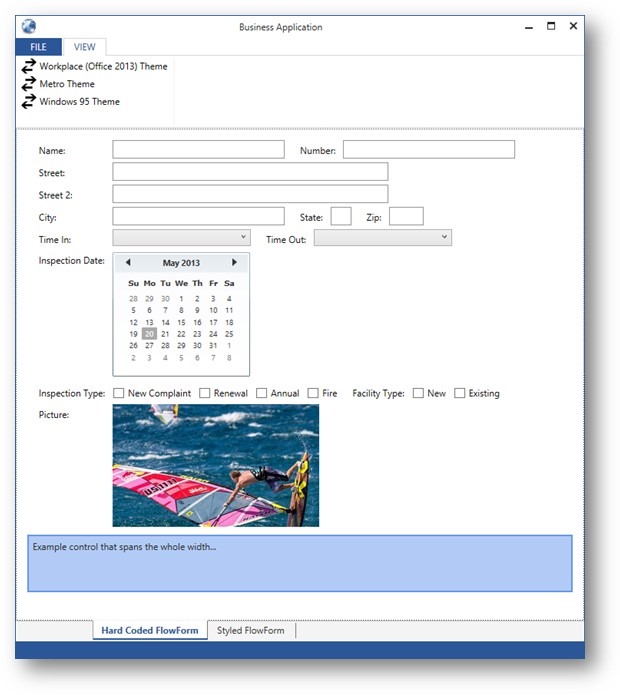 Business Application
FILE VIEW
Workplace (Office 2013) Theme
Metro Theme
Windows 95 Theme
Name: Number:
Street:
Street 2:
City: State: Zip:
Time In: Time Out:
Inspection Date: May 2013
Su Mo Tu We Th Fr Sa
28 29 30 1 2 3 4
5 6 7 8 9 10 11
12 13 14 15 16 17 18
19 20 21 22 23 24 25
26 27 28 29 30 31 1
2 3 4 5 6 7 8
Inspection Type: New Complaint Renewal Annual Fire Facility Type: New Existing
Picture:
Example control that spans the whole width...
Hard Coded FlowForm Styled FlowForm